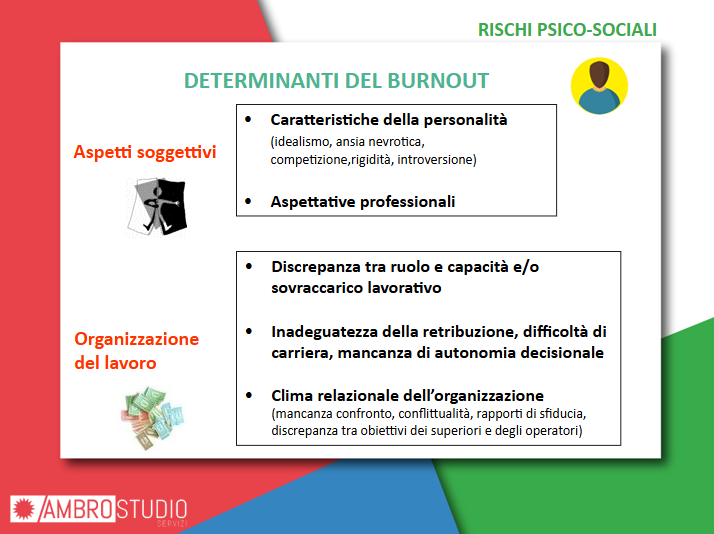 RISCHI PSICO-SOCIALI
DETERMINANTI DEL BURNOUT
Aspetti soggettivi
• Caratteristiche della personalità
(idealismo, ansia nevrotica,
competizione,rigidità, introversione)
• Aspettative professionali
Organizzazione
del lavoro
• Discrepanza tra ruolo e capacità e/o
sovraccarico lavorativo
• Inadeguatezza della retribuzione, difficoltà di
carriera, mancanza di autonomia decisionale
• Clima relazionale dell’organizzazione
(mancanza confronto, conflittualità, rapporti di sfiducia,
discrepanza tra obiettivi dei superiori e degli operatori)
AMBROSTUDIO
SERVIZI